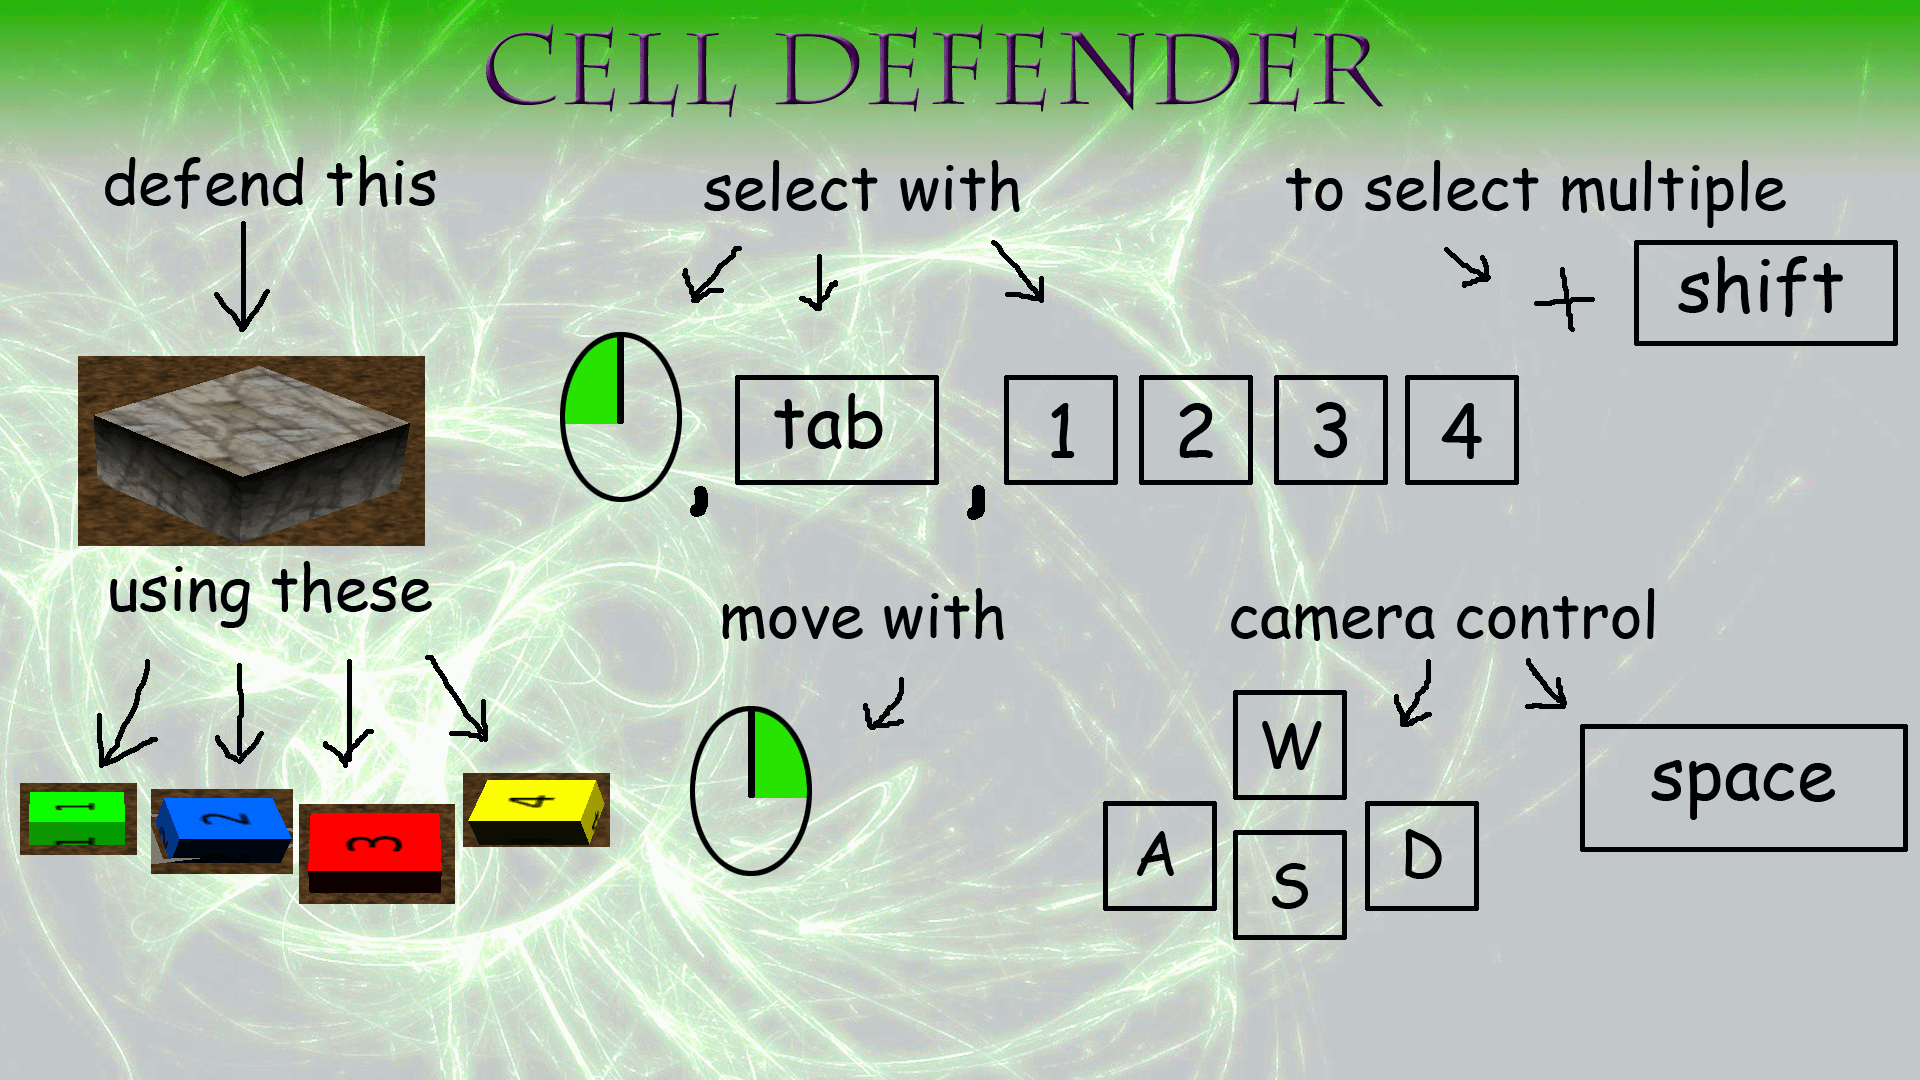 CELL DEFENDER
defend this
select with
to select multiple
+ shift
, tab , 1 2 3 4
using these
move with
camera control
1 1
2
3
4
W
A S D
space